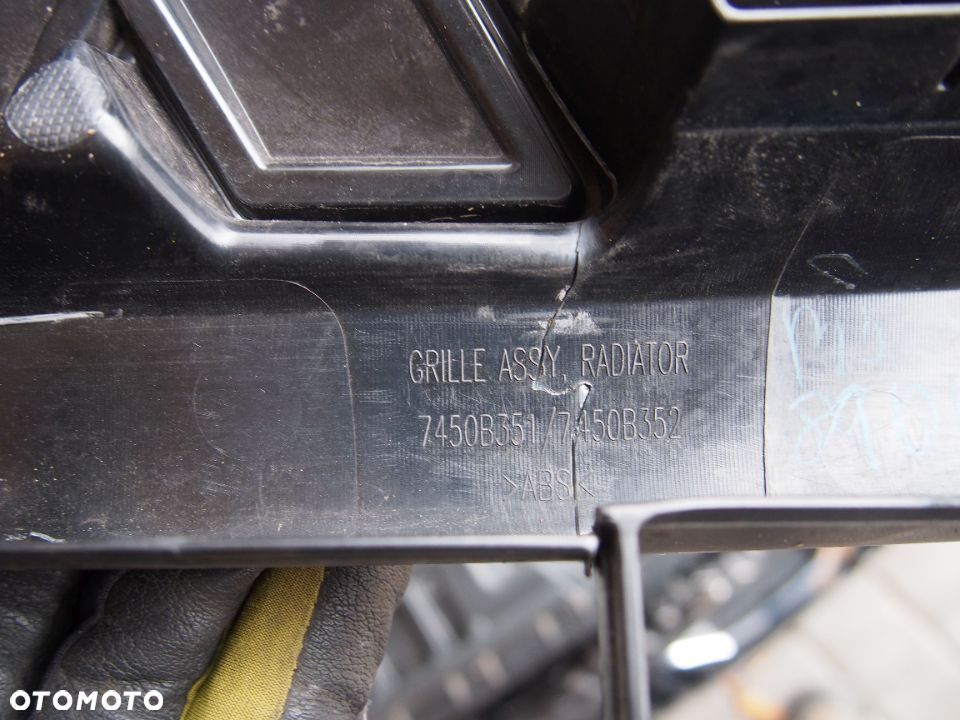 GRILLE ASSY, RADIATOR
7450B351/7450B352
>ABS<
OTOMOTO